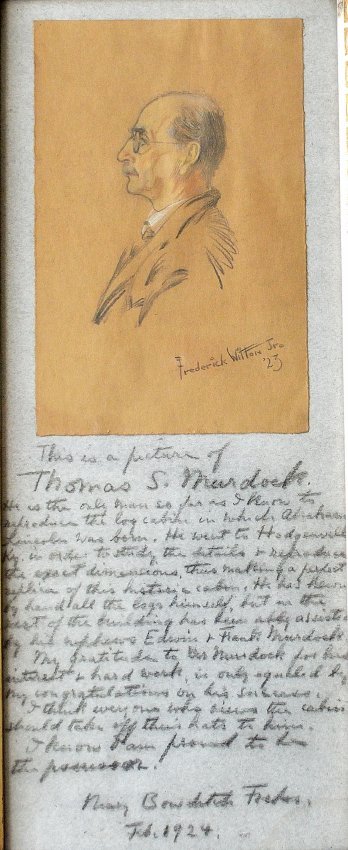 Frederick Witton Jr.
'23
This is a picture of
Thomas S. Murdock.
He is the only man so far as I know to
reproduce the log cabin in which Abraham
Lincoln was born. He went to Hodgenville
Ky. in order to study the details & reproduce
the exact dimensions, thus making a perfect
replica of this historic cabin. He has hewn
by hand all the logs himself, but in the
rest of the building has been ably assisted
by his nephews Edwin & Frank Murdock
My gratitude to Mr Murdock for his
interest & hard work, is only equaled by
my congratulations on his success.
I think everyone who views the cabin
should take off their hats to him.
I know I am proud to be
the possessor.
Mary Bowditch Forbes.
Feb. 1924.